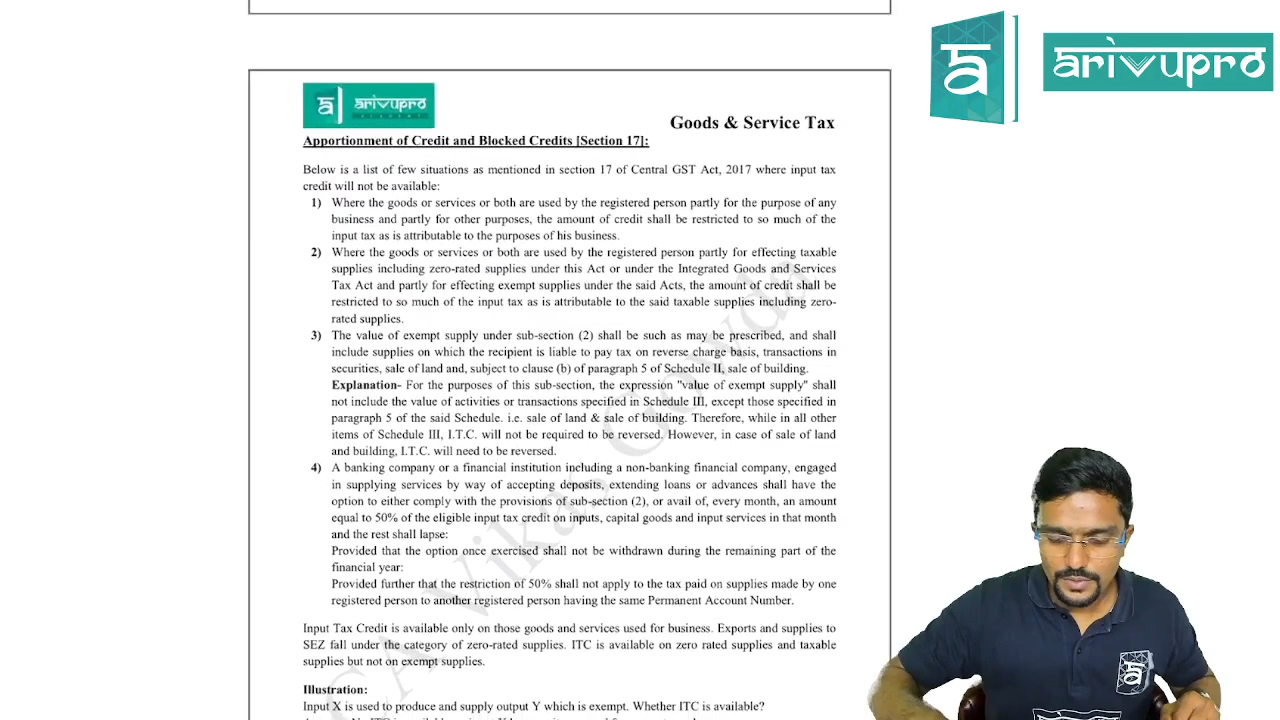 arivupro
arivupro
Goods & Service Tax
Apportionment of Credit and Blocked Credits [Section 17]:
Below is a list of few situations as mentioned in section 17 of Central GST Act, 2017 where input tax
credit will not be available:
1) Where the goods or services or both are used by the registered person partly for the purpose of any
business and partly for other purposes, the amount of credit shall be restricted to so much of the
input tax as is attributable to the purposes of his business.
2) Where the goods or services or both are used by the registered person partly for effecting taxable
supplies including zero-rated supplies under this Act or under the Integrated Goods and Services
Tax Act and partly for effecting exempt supplies under the said Acts, the amount of credit shall be
restricted to so much of the input tax as is attributable to the said taxable supplies including zero-
rated supplies.
3) The value of exempt supply under sub-section (2) shall be such as may be prescribed, and shall
include supplies on which the recipient is liable to pay tax on reverse charge basis, transactions in
securities, sale of land and, subject to clause (b) of paragraph 5 of Schedule II, sale of building.
Explanation- For the purposes of this sub-section, the expression "value of exempt supply" shall
not include the value of activities or transactions specified in Schedule III, except those specified in
paragraph 5 of the said Schedule. i.e. sale of land & sale of building. Therefore, while in all other
items of Schedule III, I.T.C. will not be required to be reversed. However, in case of sale of land
and building, I.T.C. will need to be reversed.
4) A banking company or a financial institution including a non-banking financial company, engaged
in supplying services by way of accepting deposits, extending loans or advances shall have the
option to either comply with the provisions of sub-section (2), or avail of, every month, an amount
equal to 50% of the eligible input tax credit on inputs, capital goods and input services in that month
and the rest shall lapse:
Provided that the option once exercised shall not be withdrawn during the remaining part of the
financial year:
Provided further that the restriction of 50% shall not apply to the tax paid on supplies made by one
registered person to another registered person having the same Permanent Account Number.
Input Tax Credit is available only on those goods and services used for business. Exports and supplies to
SEZ fall under the category of zero-rated supplies. ITC is available on zero rated supplies and taxable
supplies but not on exempt supplies.
Illustration:
Input X is used to produce and supply output Y which is exempt. Whether ITC is available?
CA Vikas Gowda